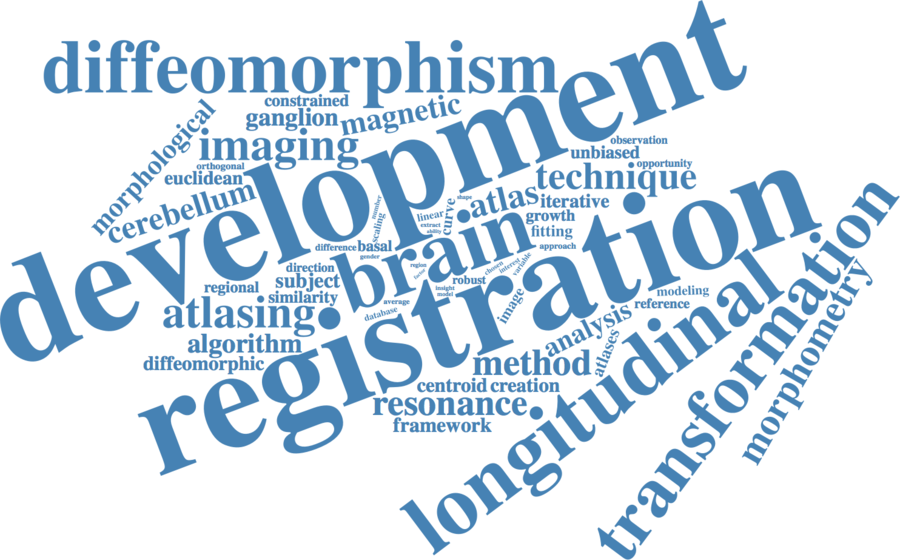 diffeomorphism
development
constrained
ganglion
magnetic
morphological
imaging
observation
unbiased
orthogonal
opportunity
euclidean
technique
cerebellum
shape
atlas
iterative
number
scaling
linear
curve
growth
extract
ability
fitting
brain
difference
basal
gender
approach
region
chosen
interest
variable
direction
subject
robust
regional
similarity
insight
model
average
database
image
modeling
reference
registration
longitudinal
transformation
morphometry
atlasing
analysis
algorithm
atlases
diffeomorphic
method
centroid
creation
resonance
framework